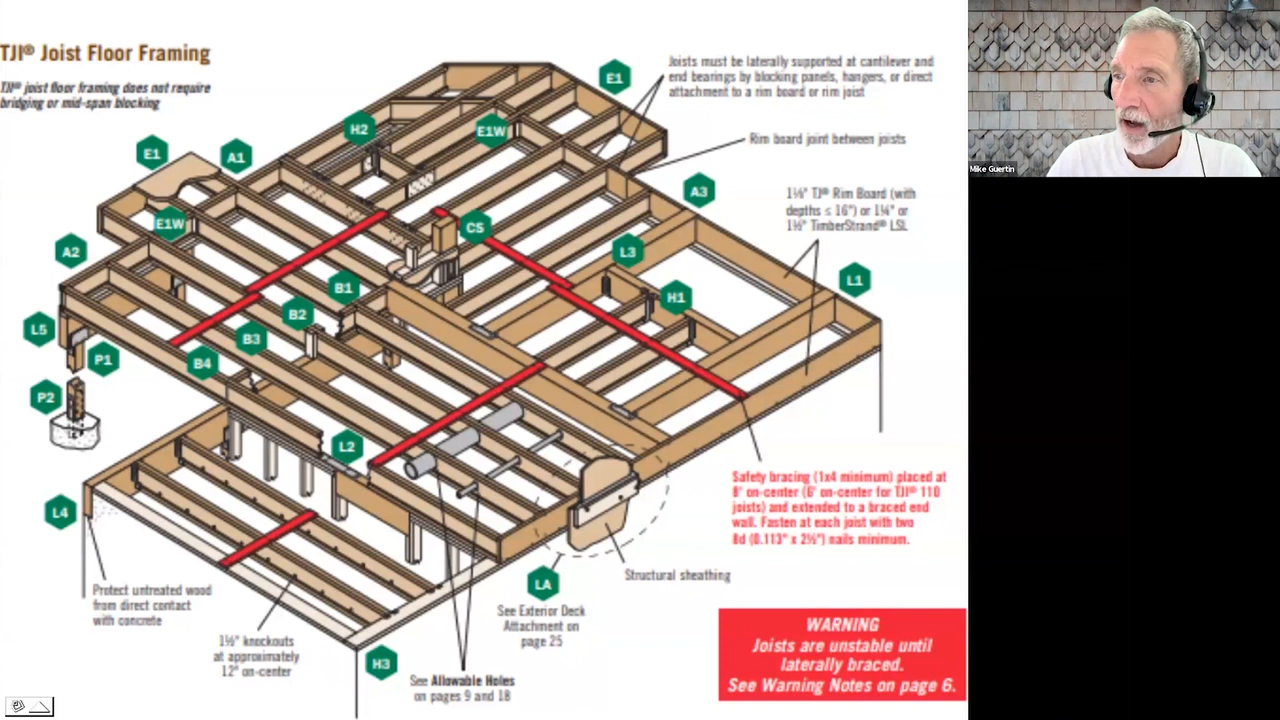 TJI® Joist Floor Framing
TJI® joist floor framing does not require
bridging or mid-span blocking
Joists must be laterally supported at cantilever and
end bearings by blocking panels, hangers, or direct
attachment to a rim board or rim joist
Rim board joint between joists
1⅛" TJ® Rim Board (with
depths ≤ 16") or 1¼" or
1½" TimberStrand® LSL
E1
H2
E1W
E1
A1
A3
E1W
CS
A2
L3
L1
B1
H1
B2
L5
B3
P1
B4
P2
L2
L4
LA
H3
Safety bracing (1x4 minimum) placed at
8' on-center (6' on-center for TJI® 110
joists) and extended to a braced end
wall. Fasten at each joist with two
8d (0.113" x 2½") nails minimum.
Structural sheathing
See Exterior Deck
Attachment on
page 25
Protect untreated wood
from direct contact
with concrete
1½" knockouts
at approximately
12" on-center
See Allowable Holes
on pages 9 and 18
WARNING
Joists are unstable until
laterally braced.
See Warning Notes on page 6.
Mike Guertin